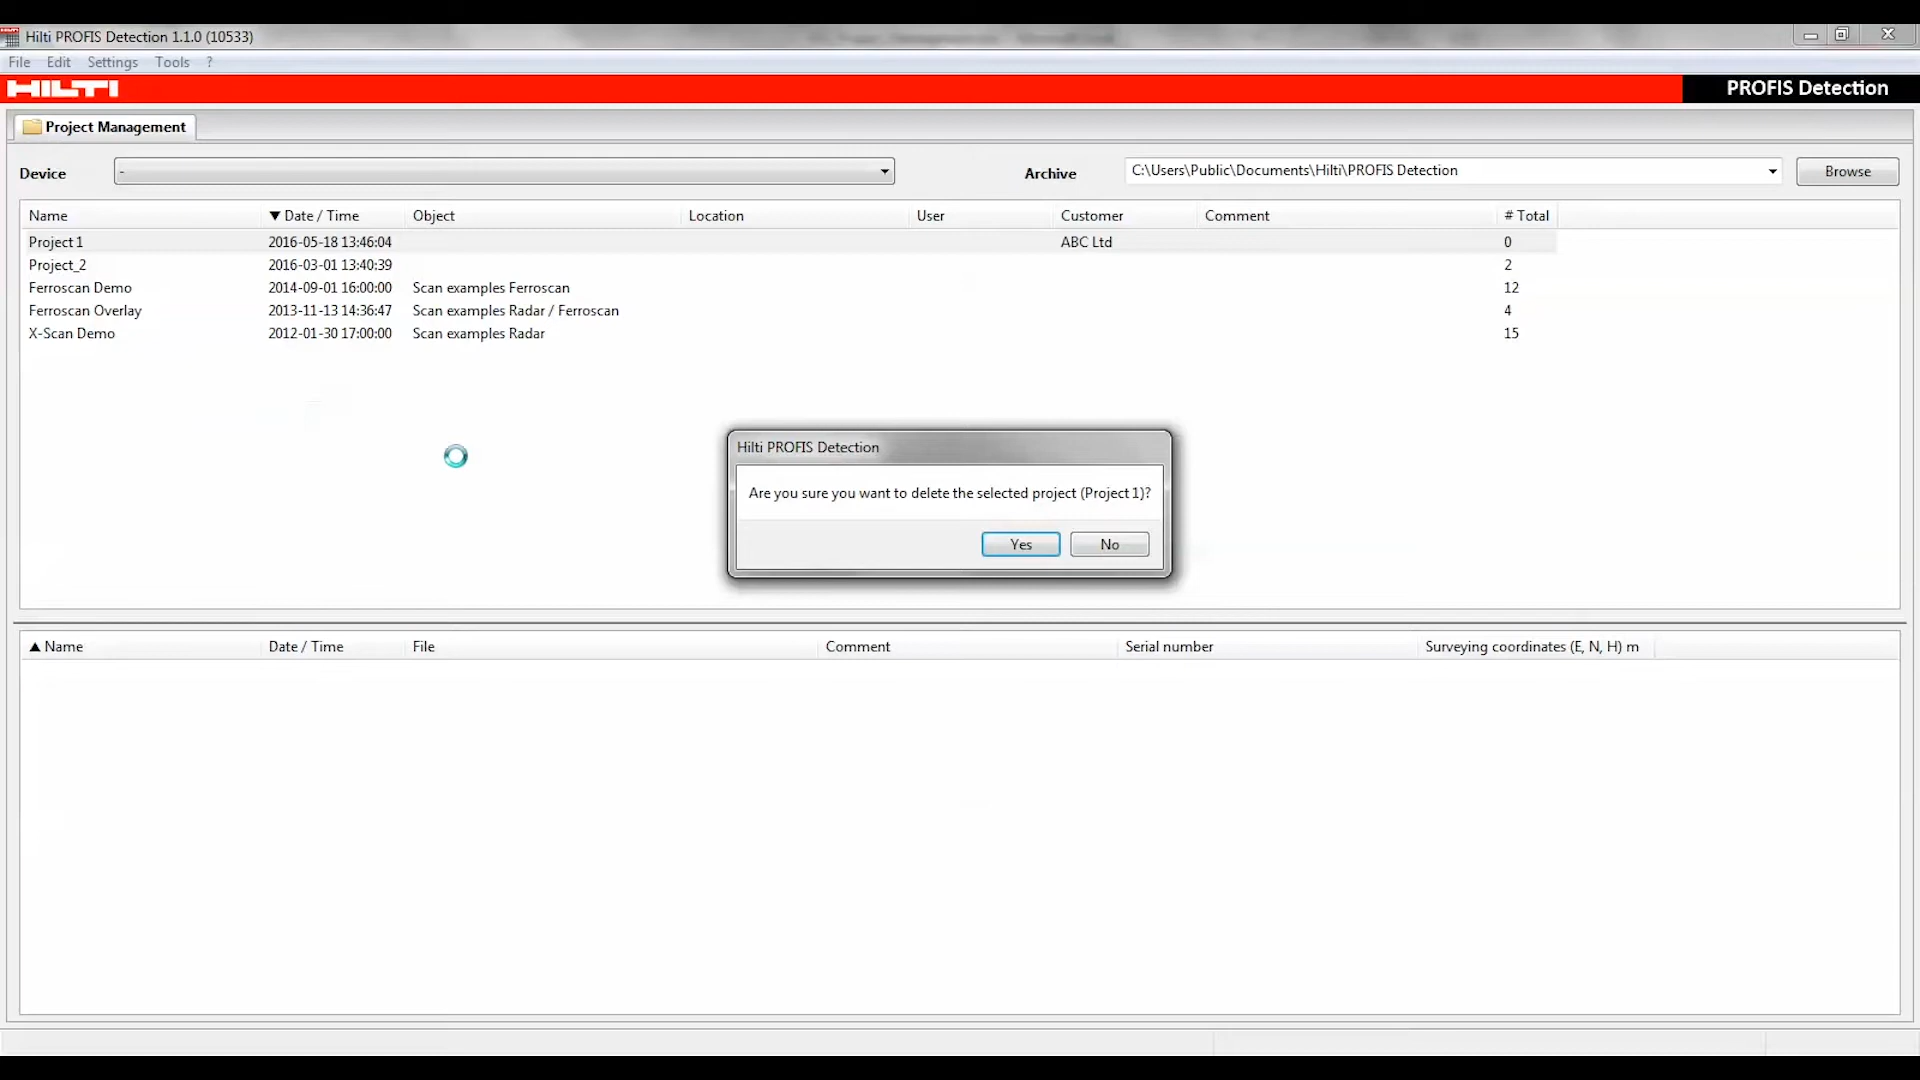 Hilti PROFIS Detection 1.1.0 (10533)
File Edit Settings Tools ?
HILTI PROFIS Detection
Project Management
Device - Archive C:\Users\Public\Documents\Hilti\PROFIS Detection Browse
Name ▼ Date / Time Object Location User Customer Comment # Total
Project 1 2016-05-18 13:46:04 ABC Ltd 0
Project_2 2016-03-01 13:40:39 2
Ferroscan Demo 2014-09-01 16:00:00 Scan examples Ferroscan 12
Ferroscan Overlay 2013-11-13 14:36:47 Scan examples Radar / Ferroscan 4
X-Scan Demo 2012-01-30 17:00:00 Scan examples Radar 15
Hilti PROFIS Detection
Are you sure you want to delete the selected project (Project 1)?
Yes No
▲ Name Date / Time File Comment Serial number Surveying coordinates (E, N, H) m